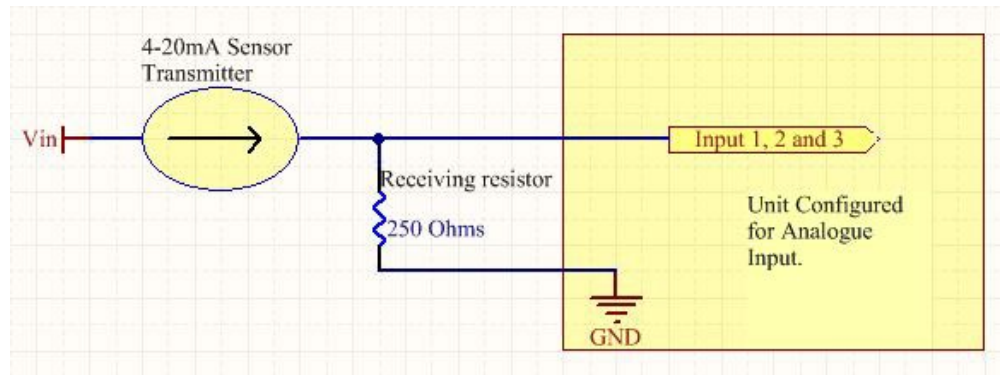 4-20mA Sensor
Transmitter
Vin
Input 1, 2 and 3
Receiving resistor
250 Ohms
Unit Configured
for Analogue
Input.
GND